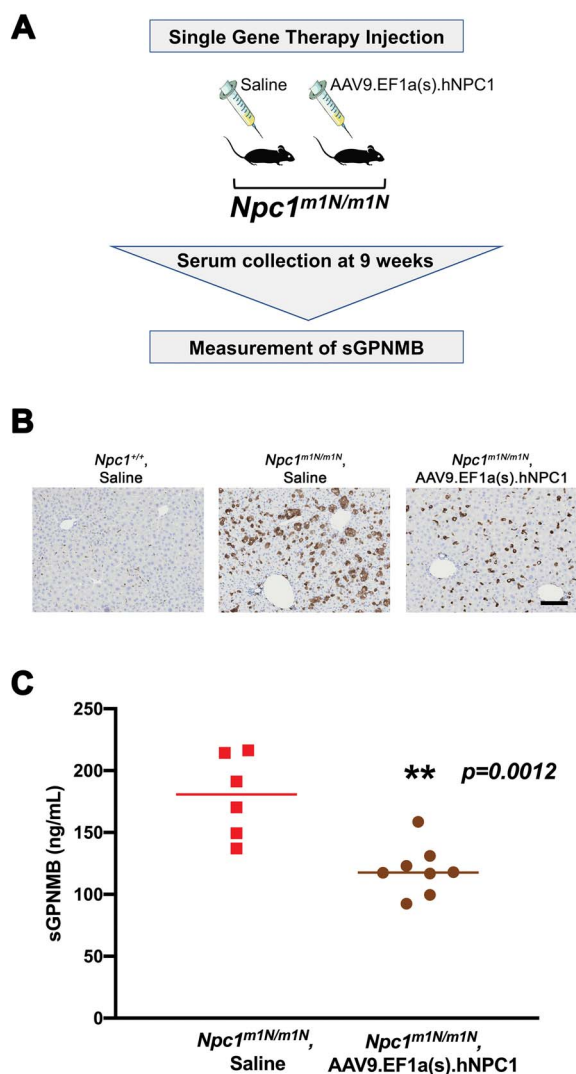 A
Single Gene Therapy Injection
Saline
AAV9.EF1a(s).hNPC1
Npc1m1N/m1N
Serum collection at 9 weeks
Measurement of sGPNMB
B
Npc1+/+,
Saline
Npc1m1N/m1N,
Saline
Npc1m1N/m1N,
AAV9.EF1a(s).hNPC1
C
sGPNMB (ng/mL)
250
200
150
100
50
0
** p=0.0012
Npc1m1N/m1N,
Saline
Npc1m1N/m1N,
AAV9.EF1a(s).hNPC1